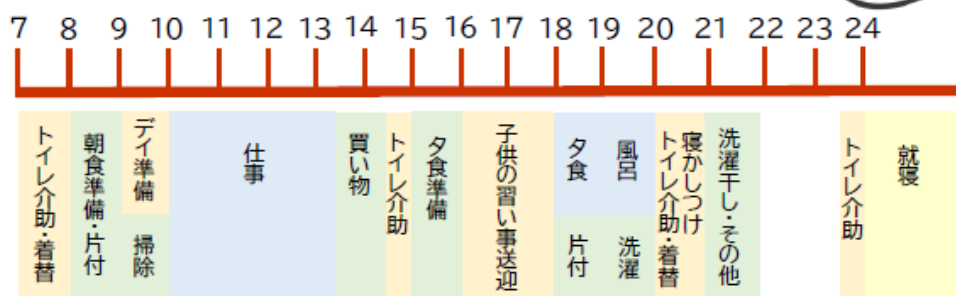 7 8 9 10 11 12 13 14 15 16 17 18 19 20 21 22 23 24
トイレ介助・着替
朝食準備・片付
デイ準備
掃除
仕事
買い物
トイレ介助
夕食準備
子供の習い事送迎
夕食
片付
風呂
洗濯
寝かしつけ
トイレ介助・着替
洗濯干し・その他
トイレ介助
就寝